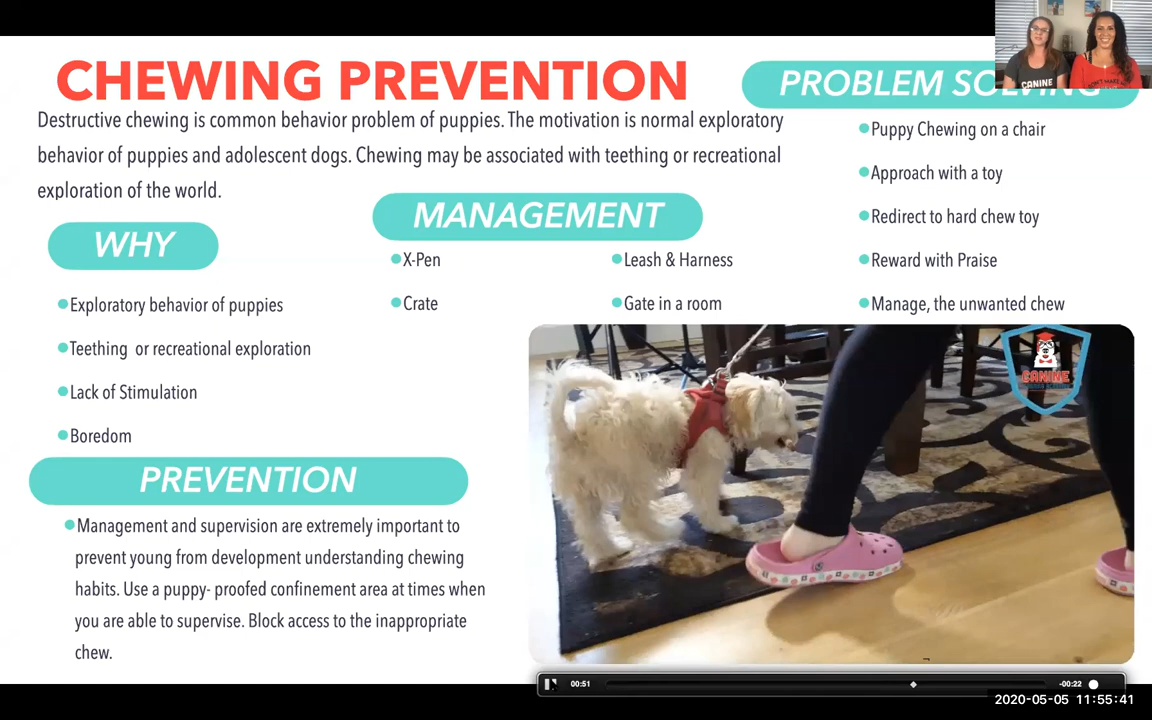 CHEWING PREVENTION
Destructive chewing is common behavior problem of puppies. The motivation is normal exploratory
behavior of puppies and adolescent dogs. Chewing may be associated with teething or recreational
exploration of the world.
WHY
Exploratory behavior of puppies
Teething or recreational exploration
Lack of Stimulation
Boredom
MANAGEMENT
X-Pen
Crate
Leash & Harness
Gate in a room
PREVENTION
Management and supervision are extremely important to
prevent young from development understanding chewing
habits. Use a puppy- proofed confinement area at times when
you are able to supervise. Block access to the inappropriate
chew.
PROBLEM SOLVING
Puppy Chewing on a chair
Approach with a toy
Redirect to hard chew toy
Reward with Praise
Manage, the unwanted chew
CANINE
CANINE
00:51
-00:22
2020-05-05 11:55:41